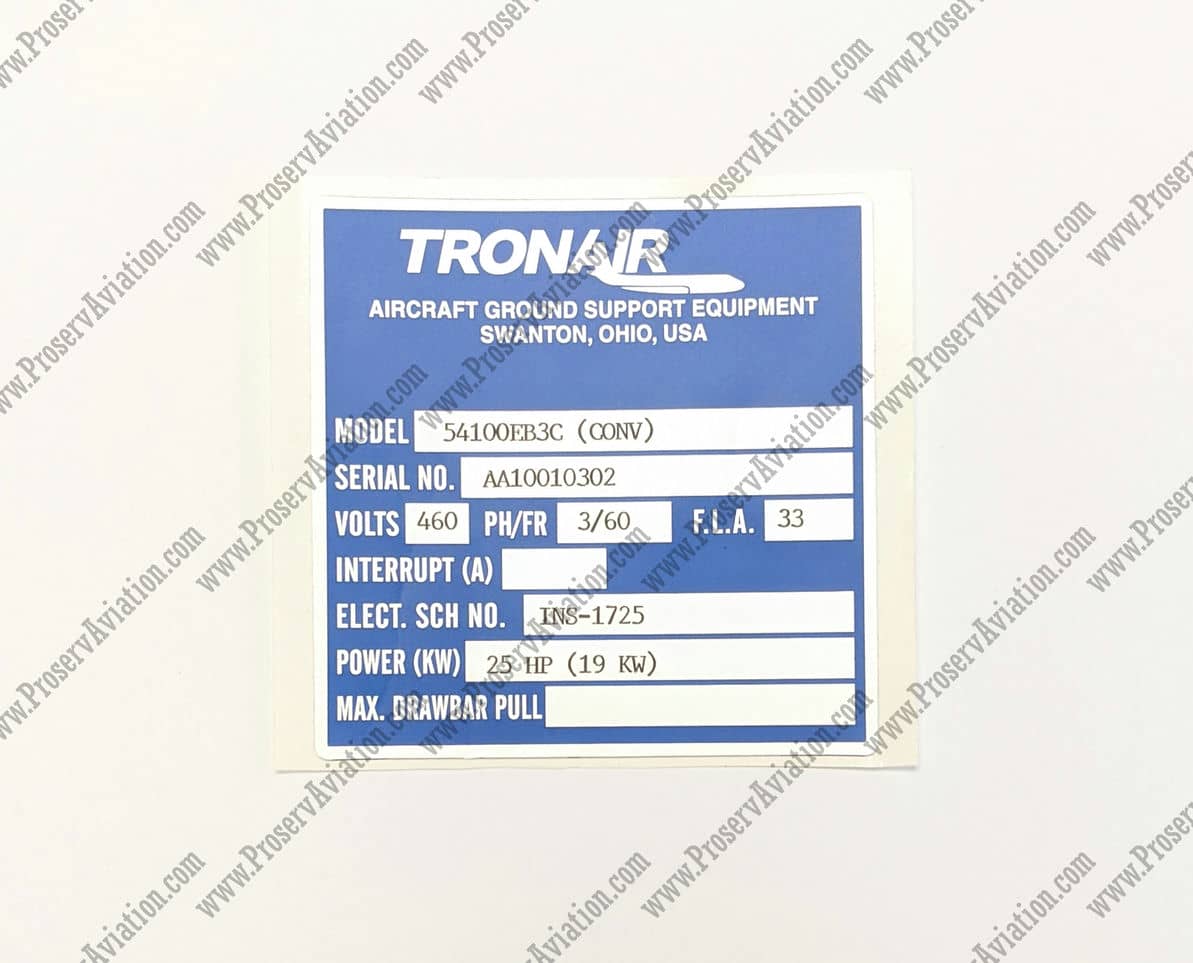 TRONAIR
AIRCRAFT GROUND SUPPORT EQUIPMENT
SWANTON, OHIO, USA
MODEL 54100EB3C (CONV)
SERIAL NO. AA10010302
VOLTS 460 PH/FR 3/60 F.L.A. 33
INTERRUPT (A)
ELECT. SCH NO. INS-1725
POWER (KW) 25 HP (19 KW)
MAX. DRAWBAR PULL
www.ProservAviation.com